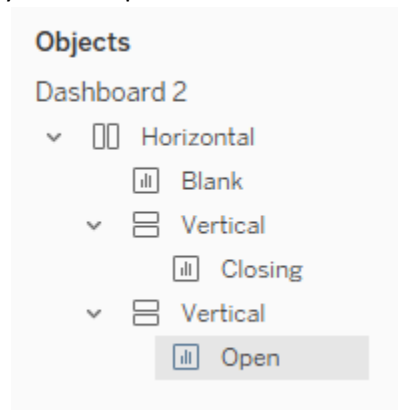 Objects
Dashboard 2
Horizontal
Blank
Vertical
Closing
Vertical
Open